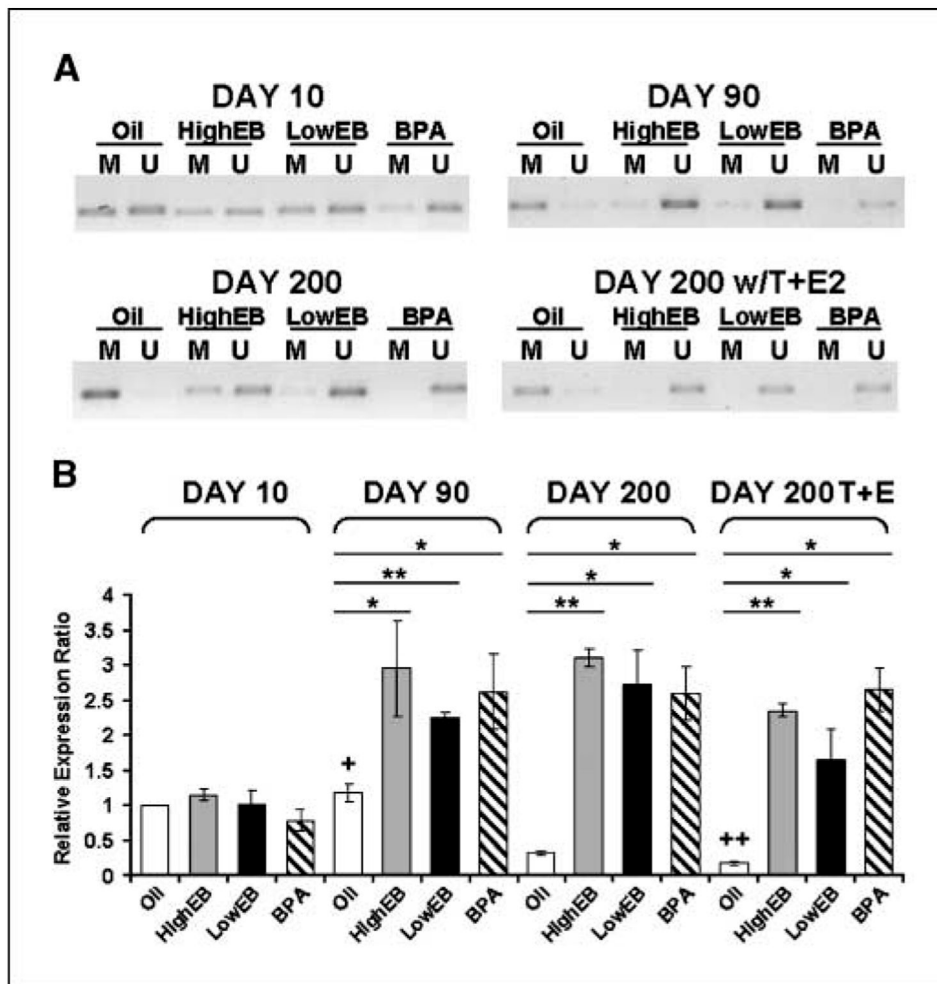 A
DAY 10
Oil HighEB LowEB BPA
M U M U M U M U
DAY 90
Oil HighEB LowEB BPA
M U M U M U M U
DAY 200
Oil HighEB LowEB BPA
M U M U M U M U
DAY 200 w/T+E2
Oil HighEB LowEB BPA
M U M U M U M U
B
DAY 10 DAY 90 DAY 200 DAY 200 T+E
* * *
** * *
* ** **
Relative Expression Ratio
4
3.5
3
2.5
2
1.5
1
0.5
0
+
++
Oil HighEB LowEB BPA Oil HighEB LowEB BPA Oil HighEB LowEB BPA Oil HighEB LowEB BPA